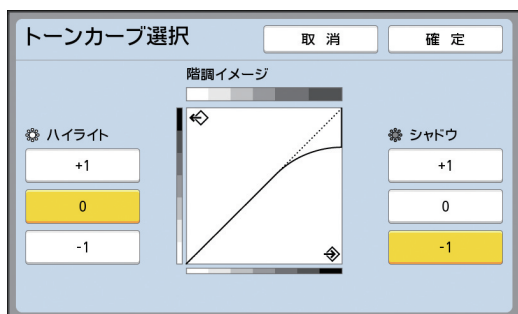 トーンカーブ選択
取 消
確 定
階調イメージ
ハイライト
シャドウ
+1
+1
0
0
-1
-1